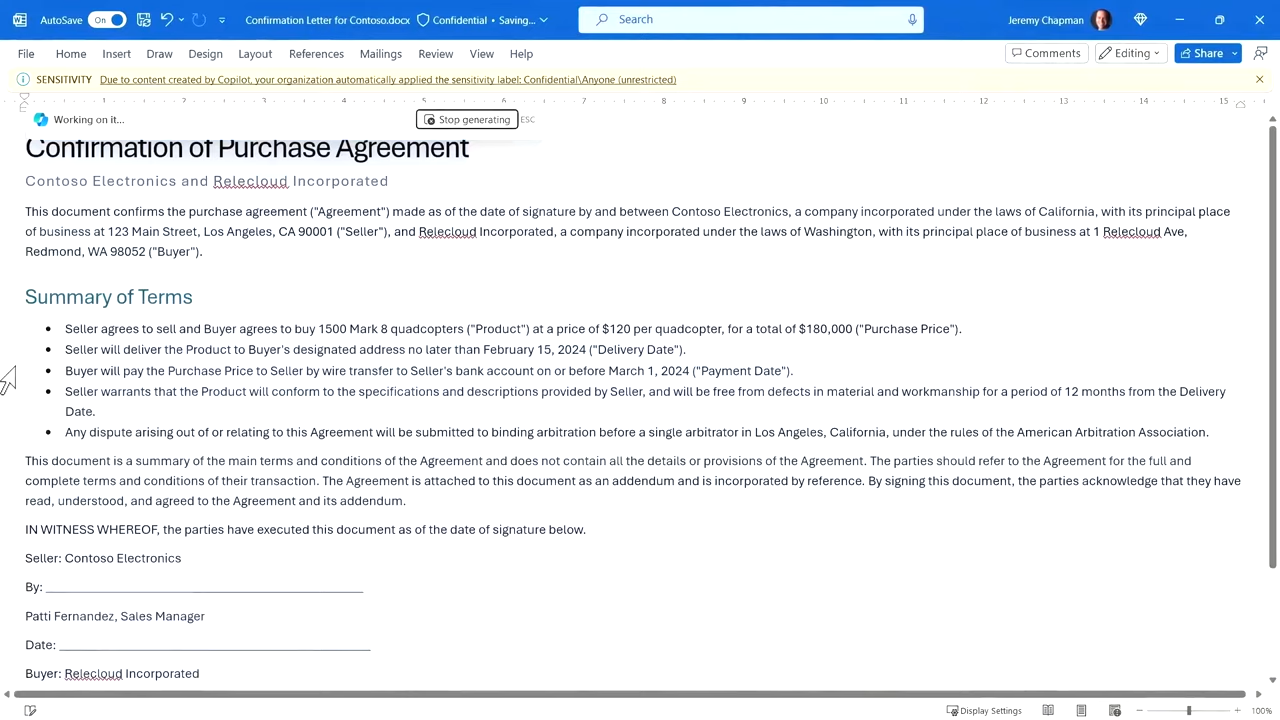 AutoSave On Confirmation Letter for Contoso.docx Confidential • Saving... Search Jeremy Chapman
File Home Insert Draw Design Layout References Mailings Review View Help Comments Editing Share
SENSITIVITY Due to content created by Copilot, your organization automatically applied the sensitivity label: Confidential\Anyone (unrestricted)
1 2 3 4 5 6 7 8 9 10 11 12 13 14 15
Working on it... Stop generating ESC
Confirmation of Purchase Agreement
Contoso Electronics and Relecloud Incorporated
This document confirms the purchase agreement ("Agreement") made as of the date of signature by and between Contoso Electronics, a company incorporated under the laws of California, with its principal place
of business at 123 Main Street, Los Angeles, CA 90001 ("Seller"), and Relecloud Incorporated, a company incorporated under the laws of Washington, with its principal place of business at 1 Relecloud Ave,
Redmond, WA 98052 ("Buyer").
Summary of Terms
• Seller agrees to sell and Buyer agrees to buy 1500 Mark 8 quadcopters ("Product") at a price of $120 per quadcopter, for a total of $180,000 ("Purchase Price").
• Seller will deliver the Product to Buyer's designated address no later than February 15, 2024 ("Delivery Date").
• Buyer will pay the Purchase Price to Seller by wire transfer to Seller's bank account on or before March 1, 2024 ("Payment Date").
• Seller warrants that the Product will conform to the specifications and descriptions provided by Seller, and will be free from defects in material and workmanship for a period of 12 months from the Delivery
Date.
• Any dispute arising out of or relating to this Agreement will be submitted to binding arbitration before a single arbitrator in Los Angeles, California, under the rules of the American Arbitration Association.
This document is a summary of the main terms and conditions of the Agreement and does not contain all the details or provisions of the Agreement. The parties should refer to the Agreement for the full and
complete terms and conditions of their transaction. The Agreement is attached to this document as an addendum and is incorporated by reference. By signing this document, the parties acknowledge that they have
read, understood, and agreed to the Agreement and its addendum.
IN WITNESS WHEREOF, the parties have executed this document as of the date of signature below.
Seller: Contoso Electronics
By: ____________________
Patti Fernandez, Sales Manager
Date: ____________________
Buyer: Relecloud Incorporated
Display Settings 100%